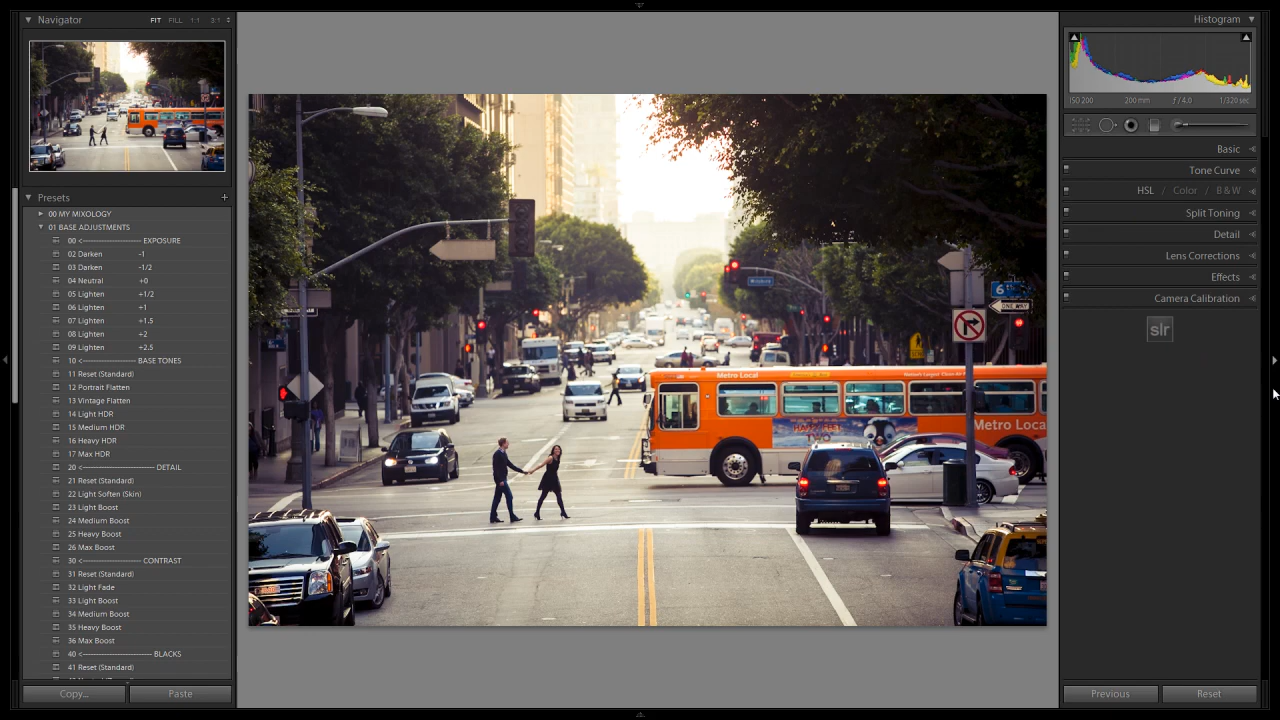 Navigator
FIT FILL 1:1 3:1
Presets +
00 MY MIXOLOGY
01 BASE ADJUSTMENTS
00 <-------------------- EXPOSURE
02 Darken -1
03 Darken -1/2
04 Neutral +0
05 Lighten +1/2
06 Lighten +1
07 Lighten +1.5
08 Lighten +2
09 Lighten +2.5
10 <------------------- BASE TONES
11 Reset (Standard)
12 Portrait Flatten
13 Vintage Flatten
14 Light HDR
15 Medium HDR
16 Heavy HDR
17 Max HDR
20 <------------------------- DETAIL
21 Reset (Standard)
22 Light Soften (Skin)
23 Light Boost
24 Medium Boost
25 Heavy Boost
26 Max Boost
30 <-------------------- CONTRAST
31 Reset (Standard)
32 Light Fade
33 Light Boost
34 Medium Boost
35 Heavy Boost
36 Max Boost
40 <------------------------ BLACKS
41 Reset (Standard)
Copy...
Paste
6
ONE WAY
Metro Local
HAPPY FEET
TWO
Metro Loca
Histogram
ISO 200 200 mm ƒ / 4.0 1/320 sec
Basic
Tone Curve
HSL / Color / B & W
Split Toning
Detail
Lens Corrections
Effects
Camera Calibration
slr
Previous
Reset